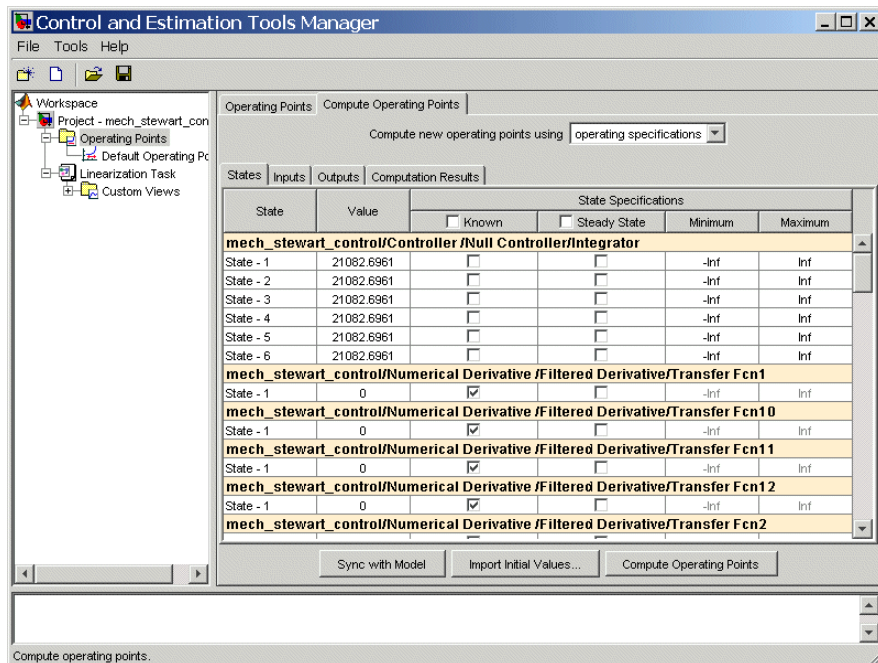 Control and Estimation Tools Manager
File Tools Help
Workspace
Project - mech_stewart_con
Operating Points
Default Operating Po
Linearization Task
Custom Views
Operating Points Compute Operating Points
Compute new operating points using operating specifications
States Inputs Outputs Computation Results
State Value State Specifications
Known Steady State Minimum Maximum
mech_stewart_control/Controller /Null Controller/Integrator
State - 1 21082.6961 -Inf Inf
State - 2 21082.6961 -Inf Inf
State - 3 21082.6961 -Inf Inf
State - 4 21082.6961 -Inf Inf
State - 5 21082.6961 -Inf Inf
State - 6 21082.6961 -Inf Inf
mech_stewart_control/Numerical Derivative /Filtered Derivative/Transfer Fcn1
State - 1 0 -Inf Inf
mech_stewart_control/Numerical Derivative /Filtered Derivative/Transfer Fcn10
State - 1 0 -Inf Inf
mech_stewart_control/Numerical Derivative /Filtered Derivative/Transfer Fcn11
State - 1 0 -Inf Inf
mech_stewart_control/Numerical Derivative /Filtered Derivative/Transfer Fcn12
State - 1 0 -Inf Inf
mech_stewart_control/Numerical Derivative /Filtered Derivative/Transfer Fcn2
Sync with Model Import Initial Values... Compute Operating Points
Compute operating points.